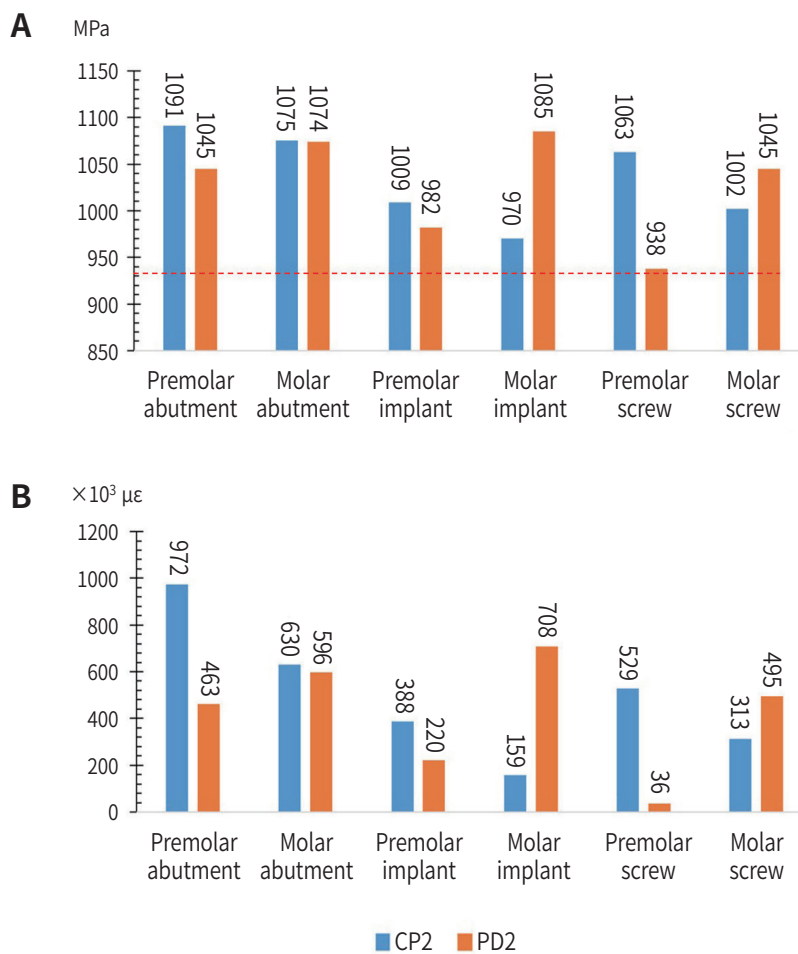 A
MPa
1150
1100
1050
1000
950
900
850
1091
1045
1075
1074
1009
982
970
1085
1063
938
1002
1045
Premolar abutment
Molar abutment
Premolar implant
Molar implant
Premolar screw
Molar screw
B
×10³ µε
1200
1000
800
600
400
200
0
972
463
630
596
388
220
159
708
529
36
313
495
Premolar abutment
Molar abutment
Premolar implant
Molar implant
Premolar screw
Molar screw
CP2
PD2